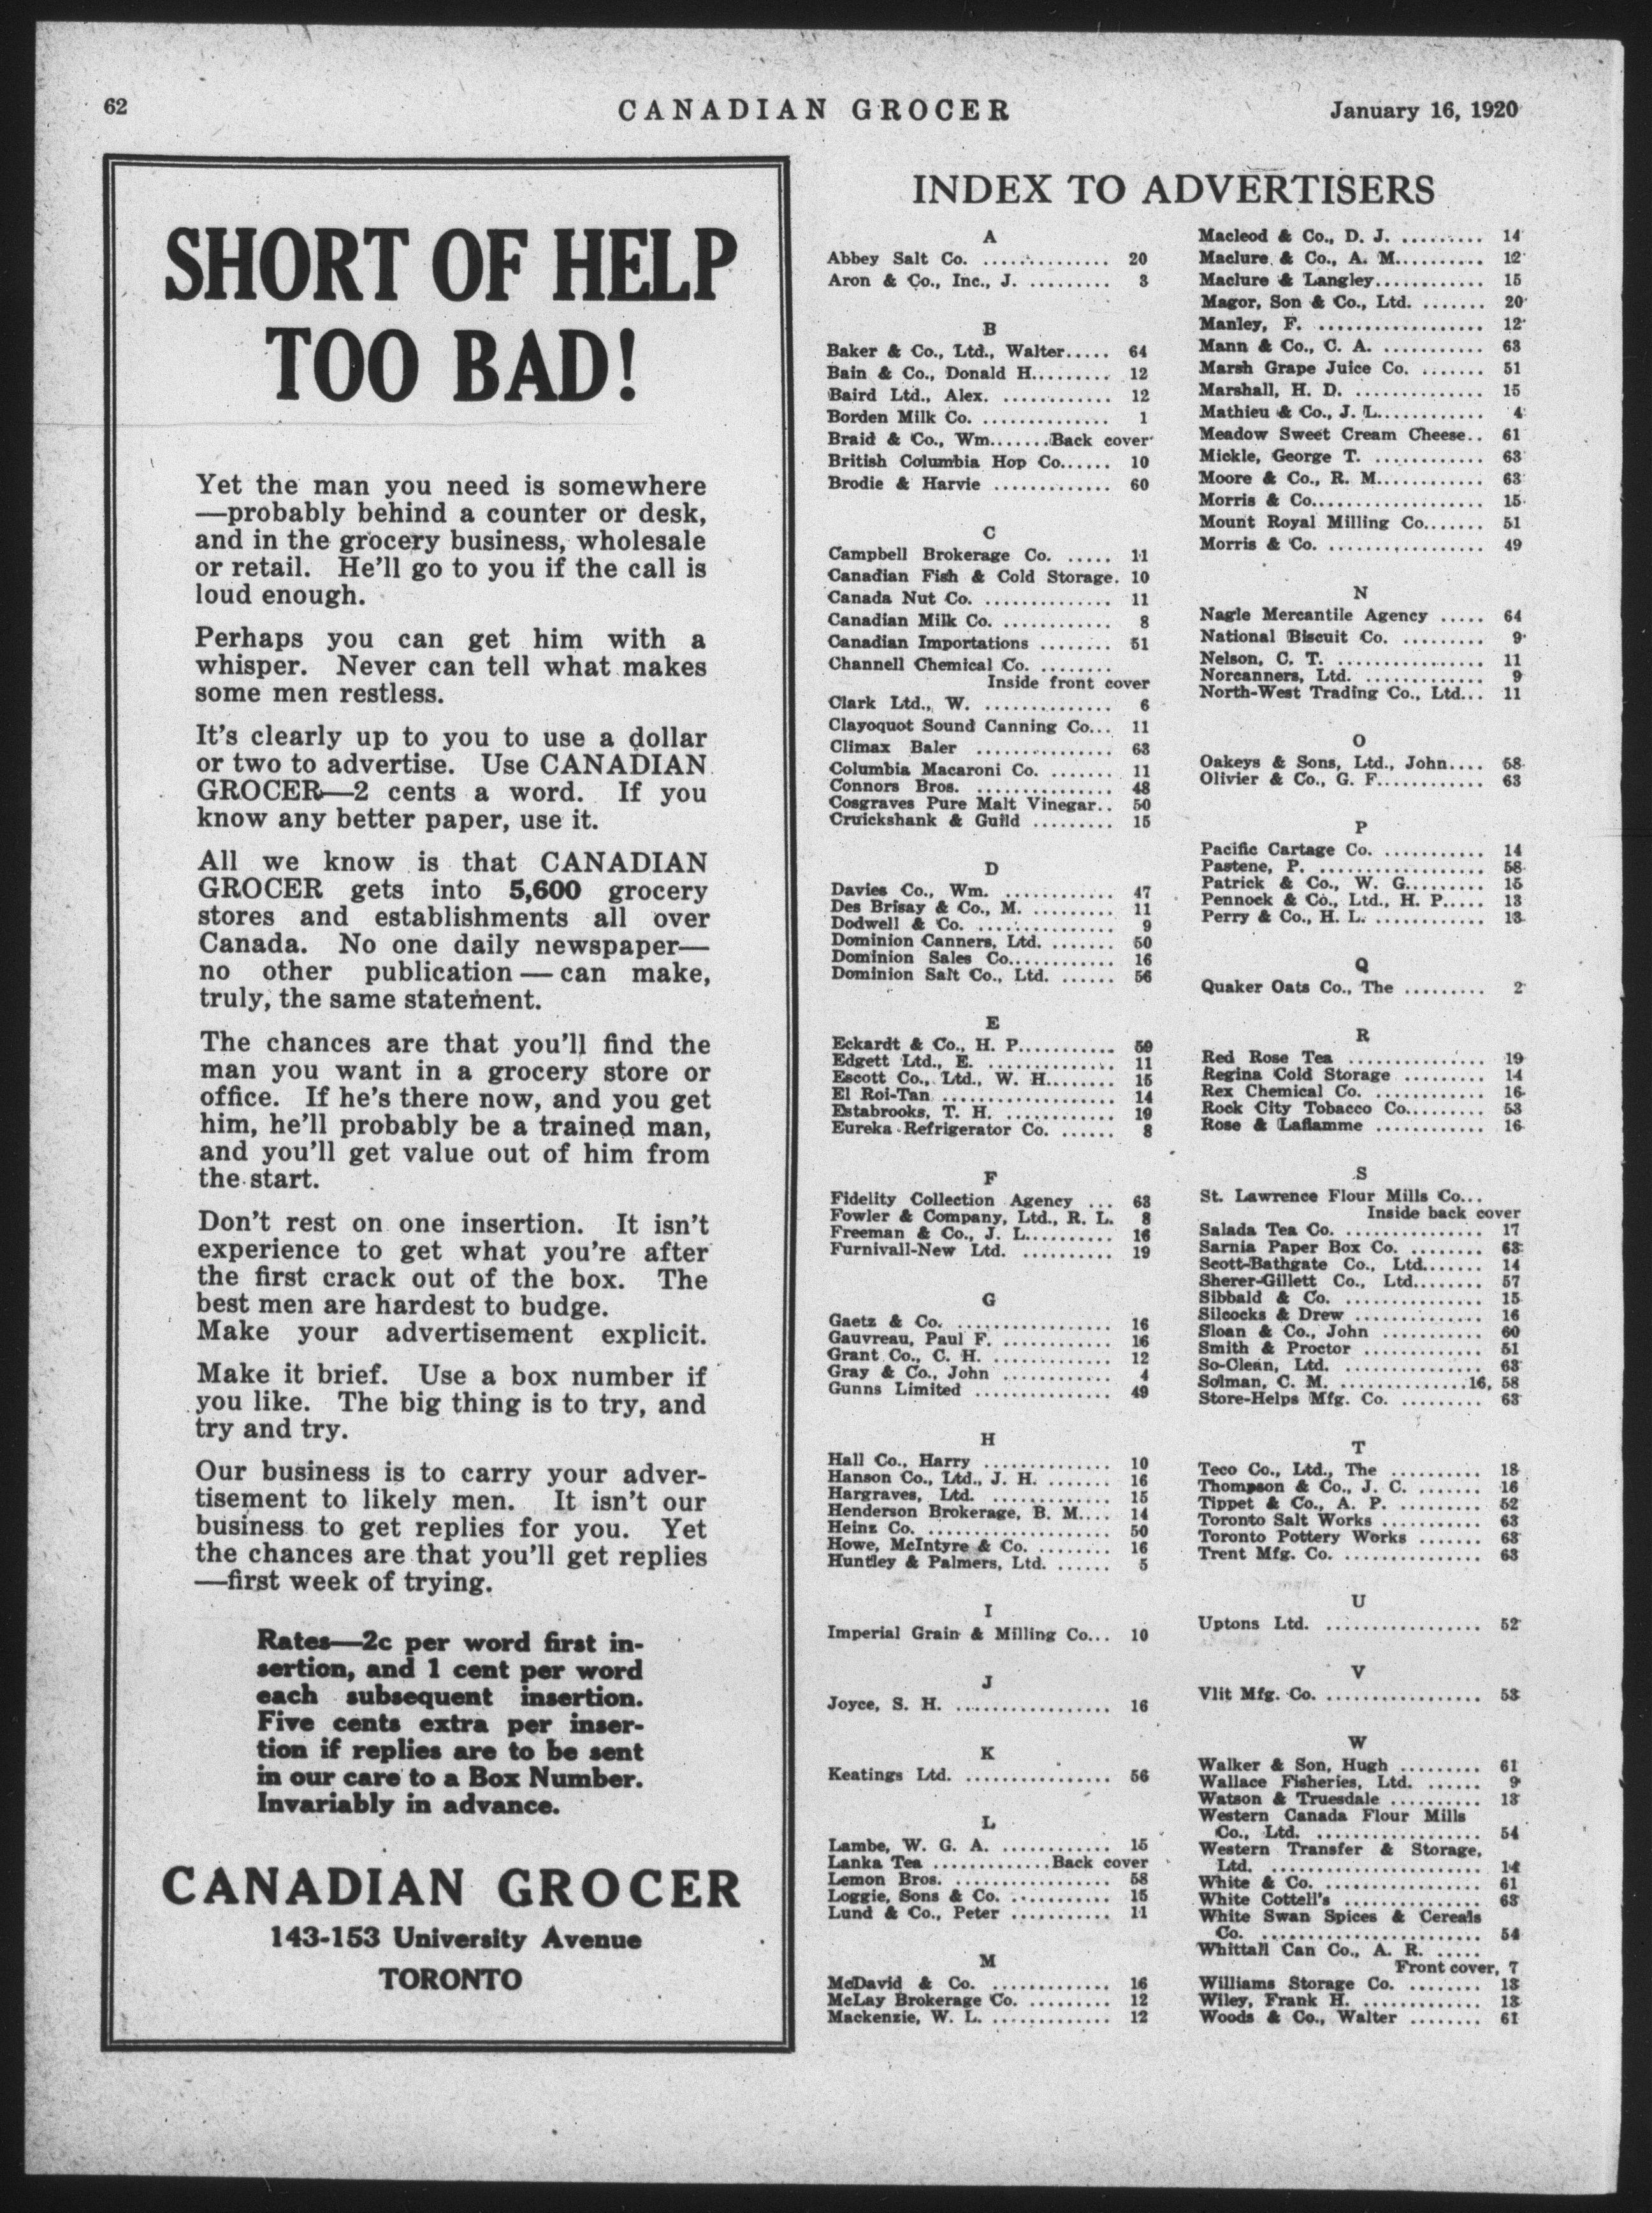 62
CANADIAN GROCER
January 16, 1920
SHORT OF HELP
TOO BAD!
Yet the man you need is somewhere
—probably behind a counter or desk,
and in the grocery business, wholesale
or retail. He'll go to you if the call is
loud enough.
Perhaps you can get him with a
whisper. Never can tell what makes
some men restless.
It's clearly up to you to use a dollar
or two to advertise. Use CANADIAN
GROCER—2 cents a word. If you
know any better paper, use it.
All we know is that CANADIAN
GROCER gets into 5,600 grocery
stores and establishments all over
Canada. No one daily newspaper—
no other publication — can make,
truly, the same statement.
The chances are that you'll find the
man you want in a grocery store or
office. If he's there now, and you get
him, he'll probably be a trained man,
and you'll get value out of him from
the start.
Don't rest on one insertion. It isn't
experience to get what you're after
the first crack out of the box. The
best men are hardest to budge.
Make your advertisement explicit.
Make it brief. Use a box number if
you like. The big thing is to try, and
try and try.
Our business is to carry your adver-
tisement to likely men. It isn't our
business to get replies for you. Yet
the chances are that you'll get replies
—first week of trying.
Rates—2c per word first in-
sertion, and 1 cent per word
each subsequent insertion.
Five cents extra per inser-
tion if replies are to be sent
in our care to a Box Number.
Invariably in advance.
CANADIAN GROCER
143-153 University Avenue
TORONTO
INDEX TO ADVERTISERS
A
Abbey Salt Co. .............. 20
Aron & Co., Inc., J. ......... 3
B
Baker & Co., Ltd., Walter..... 64
Bain & Co., Donald H......... 12
Baird Ltd., Alex. ............ 12
Borden Milk Co. .............. 1
Braid & Co., Wm.......Back cover
British Columbia Hop Co...... 10
Brodie & Harvie ............. 60
C
Campbell Brokerage Co. ..... 11
Canadian Fish & Cold Storage. 10
Canada Nut Co. .............. 11
Canadian Milk Co. ............ 8
Canadian Importations ........ 51
Channell Chemical Co. ........
Inside front cover
Clark Ltd., W. .............. 6
Clayoquot Sound Canning Co... 11
Climax Baler ............... 63
Columbia Macaroni Co. ....... 11
Connors Bros. ............... 48
Cosgraves Pure Malt Vinegar.. 50
Cruickshank & Guild ......... 15
D
Davies Co., Wm. ............ 47
Des Brisay & Co., M. ......... 11
Dodwell & Co. ............... 9
Dominion Canners, Ltd. ....... 50
Dominion Sales Co............ 16
Dominion Salt Co., Ltd. ...... 56
E
Eckardt & Co., H. P........... 59
Edgett Ltd., E. .............. 11
Escott Co., Ltd., W. H........ 15
El Roi-Tan ................... 14
Estabrooks, T. H. ............ 19
Eureka Refrigerator Co. ...... 8
F
Fidelity Collection Agency ... 63
Fowler & Company, Ltd., R. L. 8
Freeman & Co., J. L.......... 16
Furnivall-New Ltd. .......... 19
G
Gaetz & Co. ................. 16
Gauvreau, Paul F. ............ 16
Grant Co., C. H. ............. 12
Gray & Co., John ............ 4
Gunns Limited ............... 49
H
Hall Co., Harry .............. 10
Hanson Co., Ltd., J. H. ....... 16
Hargraves, Ltd. .............. 15
Henderson Brokerage, B. M.... 14
Heinz Co. .................... 50
Howe, McIntyre & Co. ........ 16
Huntley & Palmers, Ltd. ...... 5
I
Imperial Grain & Milling Co... 10
J
Joyce, S. H. ................. 16
K
Keatings Ltd. ................ 56
L
Lambe, W. G. A. ............ 15
Lanka Tea .............Back cover
Lemon Bros. ................. 58
Loggie, Sons & Co. ........... 15
Lund & Co., Peter ........... 11
M
McDavid & Co. .............. 16
McLay Brokerage Co. ......... 12
Mackenzie, W. L. ............. 12
Macleod & Co., D. J. ......... 14
Maclure & Co., A. M.......... 12
Maclure & Langley............ 15
Magor, Son & Co., Ltd. ....... 20
Manley, F. .................. 12
Mann & Co., C. A. ........... 63
Marsh Grape Juice Co. ....... 51
Marshall, H. D. .............. 15
Mathieu & Co., J. L............ 4
Meadow Sweet Cream Cheese.. 61
Mickle, George T. ............ 63
Moore & Co., R. M............ 63
Morris & Co................... 15
Mount Royal Milling Co....... 51
Morris & Co. ................. 49
N
Nagle Mercantile Agency ..... 64
National Biscuit Co. ......... 9
Nelson, C. T. ................ 11
Norcanners, Ltd. ............. 9
North-West Trading Co., Ltd... 11
O
Oakeys & Sons, Ltd., John.... 58
Olivier & Co., G. F............ 63
P
Pacific Cartage Co. ........... 14
Pastene, P. .................. 58
Patrick & Co., W. G......... 15
Pennock & Co., Ltd., H. P..... 13
Perry & Co., H. L. ............ 13
Q
Quaker Oats Co., The ......... 2
R
Red Rose Tea ............... 19
Regina Cold Storage ......... 14
Rex Chemical Co. ............ 16
Rock City Tobacco Co......... 53
Rose & Laflamme ............ 16
S
St. Lawrence Flour Mills Co...
Inside back cover
Salada Tea Co. ............... 17
Sarnia Paper Box Co. ........ 63
Scott-Bathgate Co., Ltd....... 14
Sherer-Gillett Co., Ltd........ 57
Sibbald & Co. ............... 15
Silcocks & Drew .............. 16
Sloan & Co., John ........... 60
Smith & Proctor ............. 51
So-Clean, Ltd. ............... 63
Solman, C. M. ..............16, 58
Store-Helps Mfg. Co. ......... 63
T
Teco Co., Ltd., The .......... 18
Thompson & Co., J. C. ....... 16
Tippet & Co., A. P. ......... 52
Toronto Salt Works ........... 63
Toronto Pottery Works ....... 63
Trent Mfg. Co. ............... 63
U
Uptons Ltd. ................. 52
V
Vlit Mfg. Co. ................. 53
W
Walker & Son, Hugh ......... 61
Wallace Fisheries, Ltd. ...... 9
Watson & Truesdale .......... 13
Western Canada Flour Mills
Co., Ltd. .................. 54
Western Transfer & Storage,
Ltd. ....................... 14
White & Co. ................. 61
White Cottell's ............... 63
White Swan Spices & Cereals
Co. ........................ 54
Whittall Can Co., A. R. .....
Front cover, 7
Williams Storage Co. ........ 13
Wiley, Frank H. ............. 13
Woods & Co., Walter ........ 61